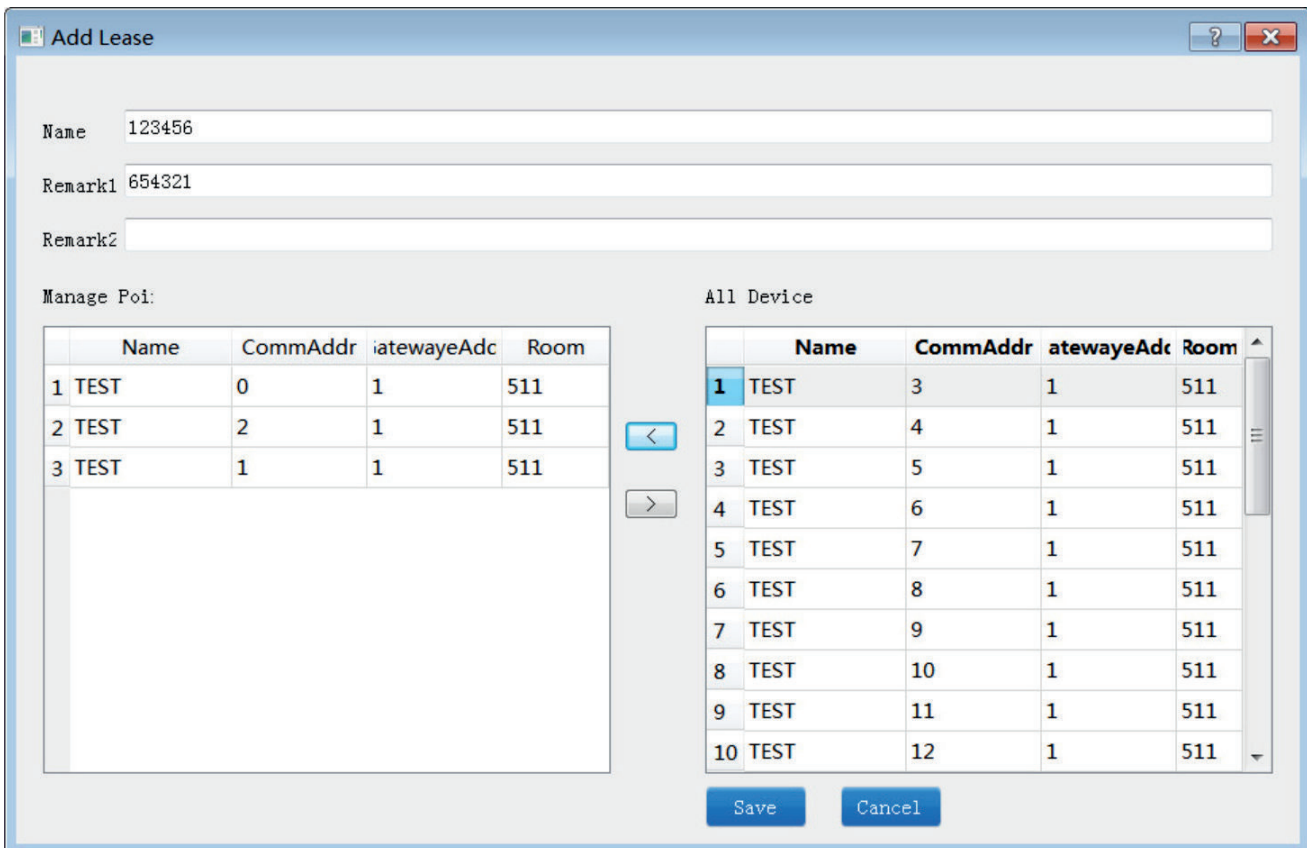 Add Lease
Name 123456
Remark1 654321
Remark2
Manage Poi:
Name CommAddr atewayeAdd Room
1 TEST 0 1 511
2 TEST 2 1 511
3 TEST 1 1 511
<
>
All Device
Name CommAddr atewayeAdd Room
1 TEST 3 1 511
2 TEST 4 1 511
3 TEST 5 1 511
4 TEST 6 1 511
5 TEST 7 1 511
6 TEST 8 1 511
7 TEST 9 1 511
8 TEST 10 1 511
9 TEST 11 1 511
10 TEST 12 1 511
Save Cancel